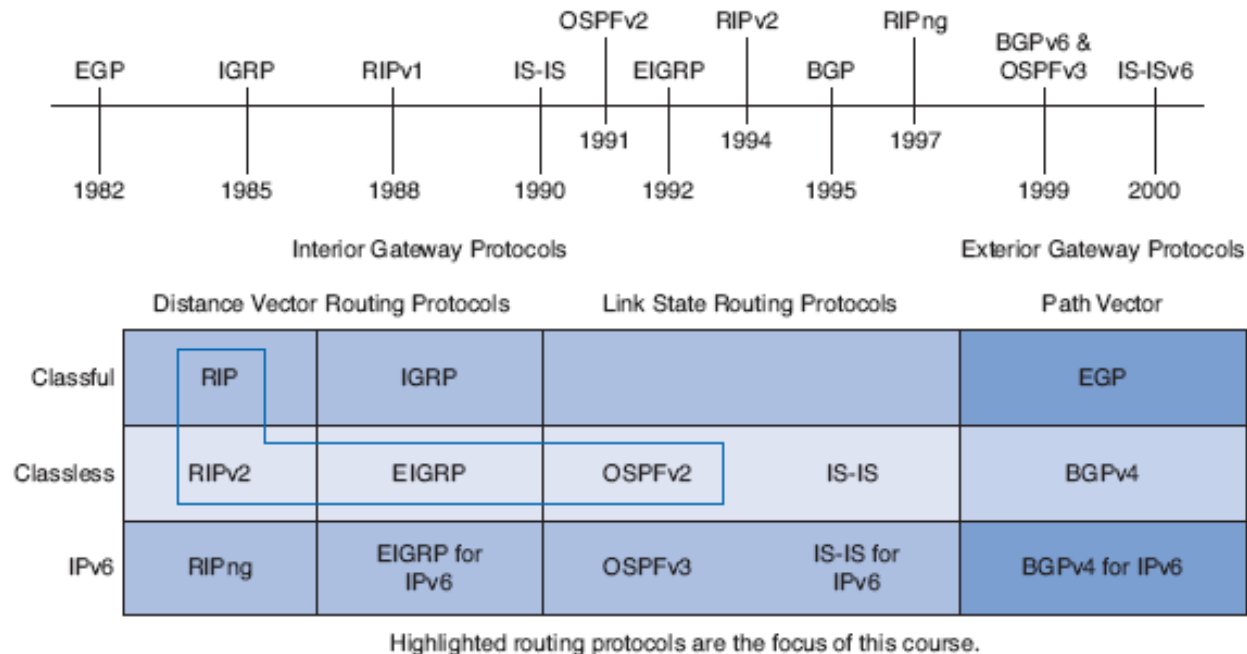 OSPFv2 RIPv2 RIPng
EGP IGRP RIPv1 IS-IS EIGRP BGP BGPv6 &
OSPFv3 IS-ISv6
1991 1994 1997
1982 1985 1988 1990 1992 1995 1999 2000
Interior Gateway Protocols Exterior Gateway Protocols
Distance Vector Routing Protocols Link State Routing Protocols Path Vector
Classful RIP IGRP EGP
Classless RIPv2 EIGRP OSPFv2 IS-IS BGPv4
IPv6 RIPng EIGRP for
IPv6 OSPFv3 IS-IS for
IPv6 BGPv4 for IPv6
Highlighted routing protocols are the focus of this course.